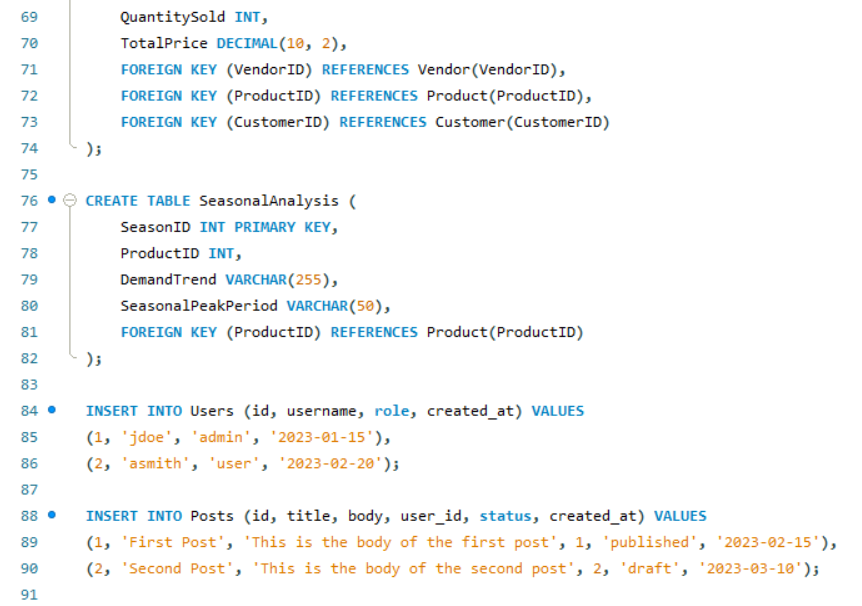 69 QuantitySold INT,
70 TotalPrice DECIMAL(10, 2),
71 FOREIGN KEY (VendorID) REFERENCES Vendor(VendorID),
72 FOREIGN KEY (ProductID) REFERENCES Product(ProductID),
73 FOREIGN KEY (CustomerID) REFERENCES Customer(CustomerID)
74 );
75
76 CREATE TABLE SeasonalAnalysis (
77 SeasonID INT PRIMARY KEY,
78 ProductID INT,
79 DemandTrend VARCHAR(255),
80 SeasonalPeakPeriod VARCHAR(50),
81 FOREIGN KEY (ProductID) REFERENCES Product(ProductID)
82 );
83
84 INSERT INTO Users (id, username, role, created_at) VALUES
85 (1, 'jdoe', 'admin', '2023-01-15'),
86 (2, 'asmith', 'user', '2023-02-20');
87
88 INSERT INTO Posts (id, title, body, user_id, status, created_at) VALUES
89 (1, 'First Post', 'This is the body of the first post', 1, 'published', '2023-02-15'),
90 (2, 'Second Post', 'This is the body of the second post', 2, 'draft', '2023-03-10');
91